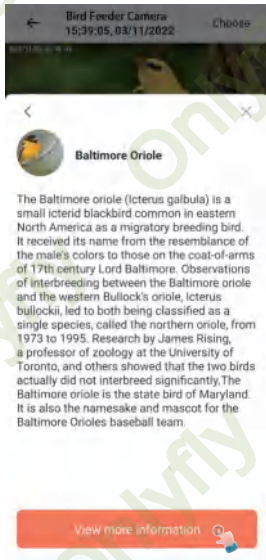 Bird Feeder Camera
15:39:05, 03/11/2022
Choose
Baltimore Oriole
The Baltimore oriole (Icterus galbula) is a
small icterid blackbird common in eastern
North America as a migratory breeding bird.
It received its name from the resemblance of
the male's colors to those on the coat-of-arms
of 17th century Lord Baltimore. Observations
of interbreeding between the Baltimore oriole
and the western Bullock's oriole, Icterus
bullockii, led to both being classified as a
single species, called the northern oriole, from
1973 to 1995. Research by James Rising,
a professor of zoology at the University of
Toronto, and others showed that the two birds
actually did not interbreed significantly,The
Baltimore oriole is the state bird of Maryland.
It is also the namesake and mascot for the
Baltimore Orioles baseball team.
View more information